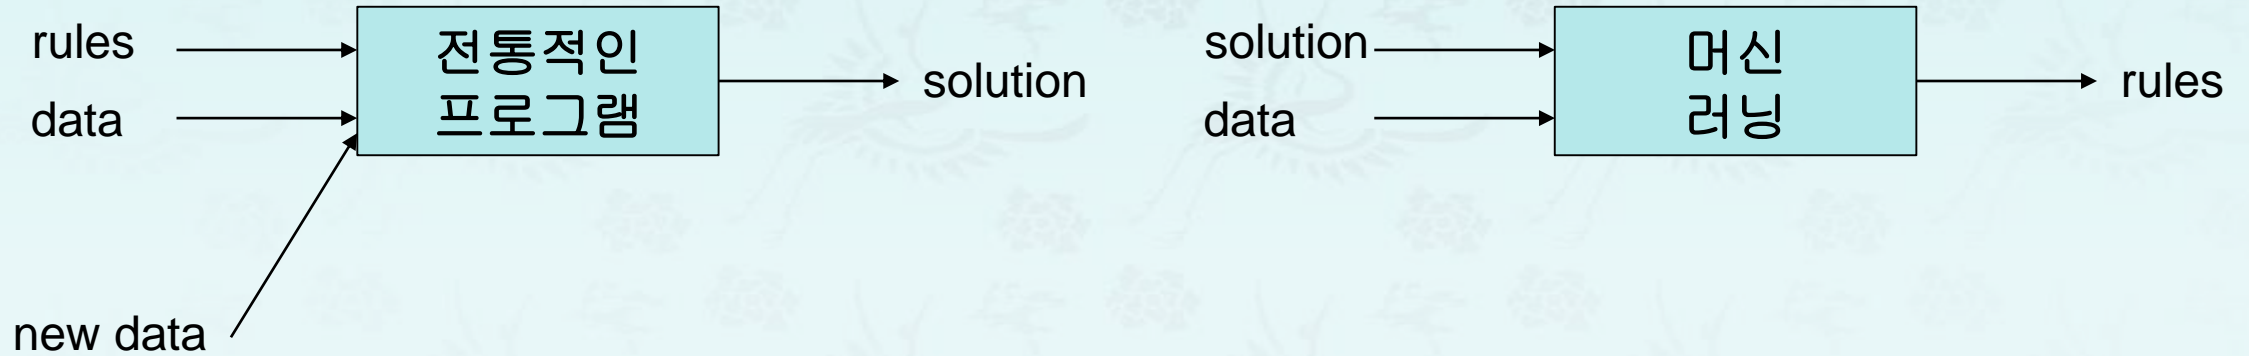 rules
data
new data
전통적인
프로그램
solution
solution
data
머신
러닝
rules